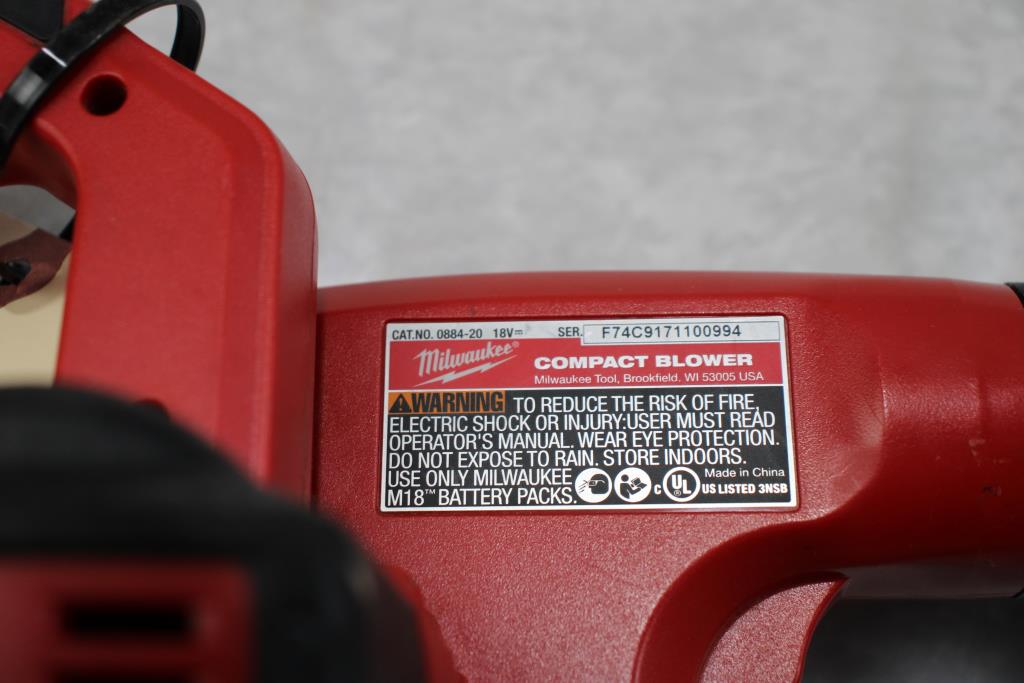 CAT.NO. 0884-20 18V⎓ SER. F74C9171100994
Milwaukee®
COMPACT BLOWER
Milwaukee Tool, Brookfield. WI 53005 USA
WARNING TO REDUCE THE RISK OF FIRE,
ELECTRIC SHOCK OR INJURY:USER MUST READ
OPERATOR'S MANUAL. WEAR EYE PROTECTION.
DO NOT EXPOSE TO RAIN. STORE INDOORS.
USE ONLY MILWAUKEE
M18™ BATTERY PACKS.
Made in China
C UL US LISTED 3NSB